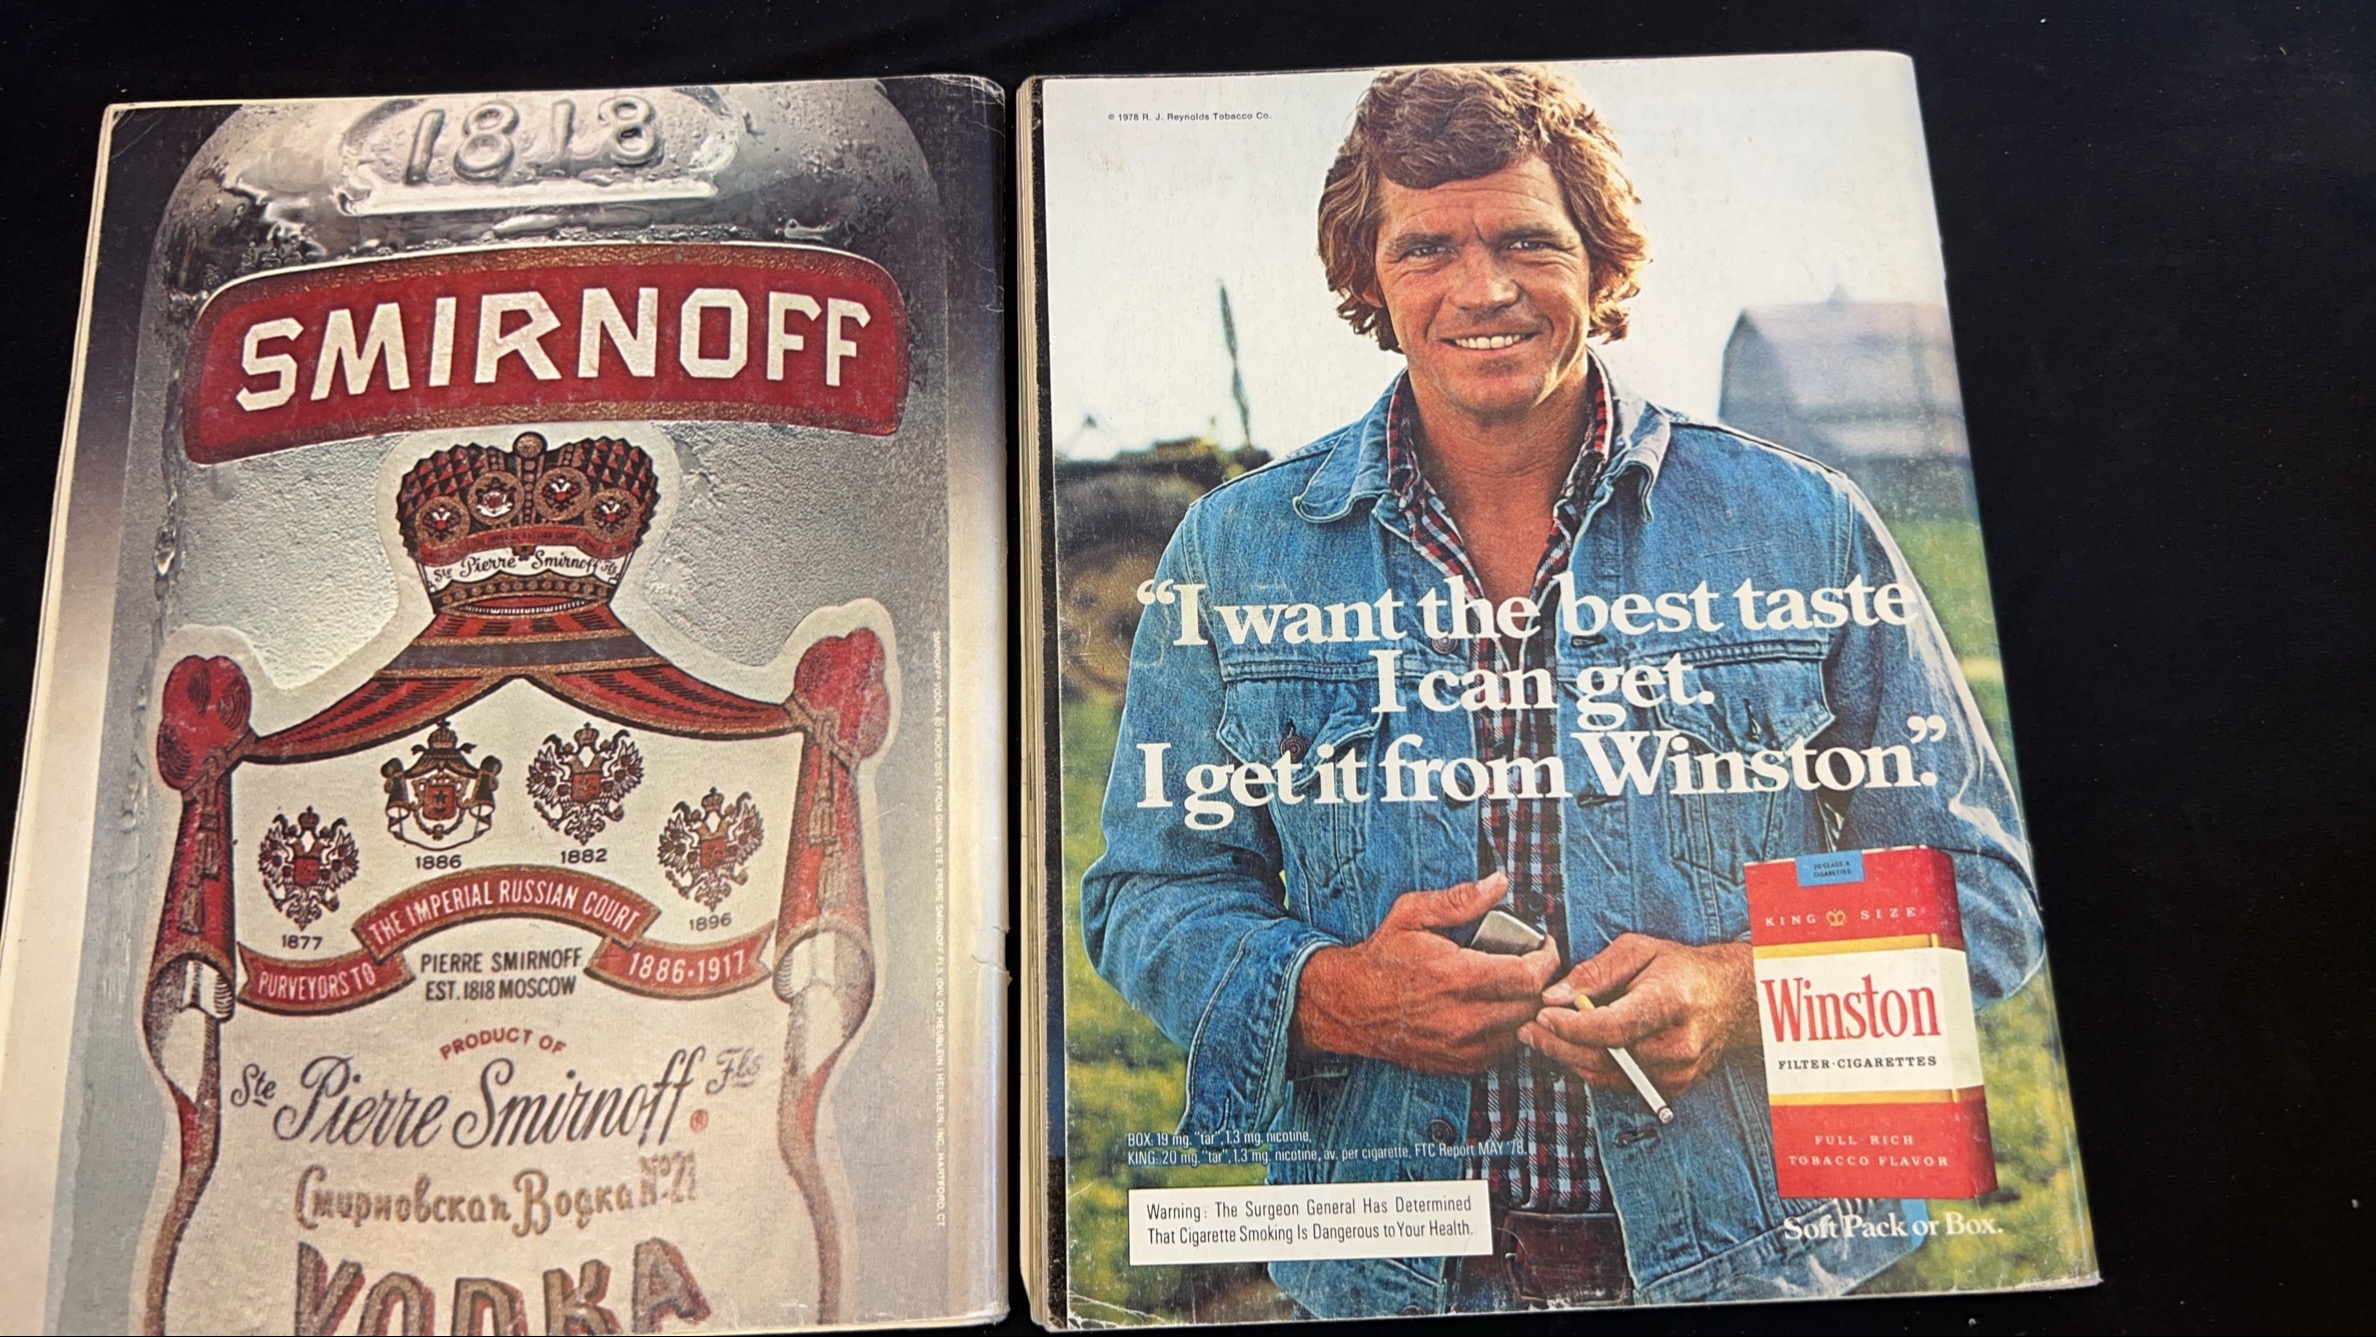 1818
SMIRNOFF
Ste Pierre Smirnoff Fls
1886
1882
1877
1896
PURVEYORS TO
THE IMPERIAL RUSSIAN COURT
1886·1917
PIERRE SMIRNOFF
EST. 1818 MOSCOW
PRODUCT OF
Ste Pierre Smirnoff Fls ®
Смирновская Водка №21
VODKA
© 1978 R. J. Reynolds Tobacco Co.
“I want the best taste
I can get.
I get it from Winston.”
20 CLASS A
CIGARETTES
KING SIZE
Winston
FILTER·CIGARETTES
FULL·RICH
TOBACCO FLAVOR
Soft Pack or Box.
BOX: 19 mg. "tar", 1.3 mg. nicotine,
KING: 20 mg. "tar", 1.3 mg. nicotine, av. per cigarette, FTC Report MAY '78.
Warning: The Surgeon General Has Determined
That Cigarette Smoking Is Dangerous to Your Health.